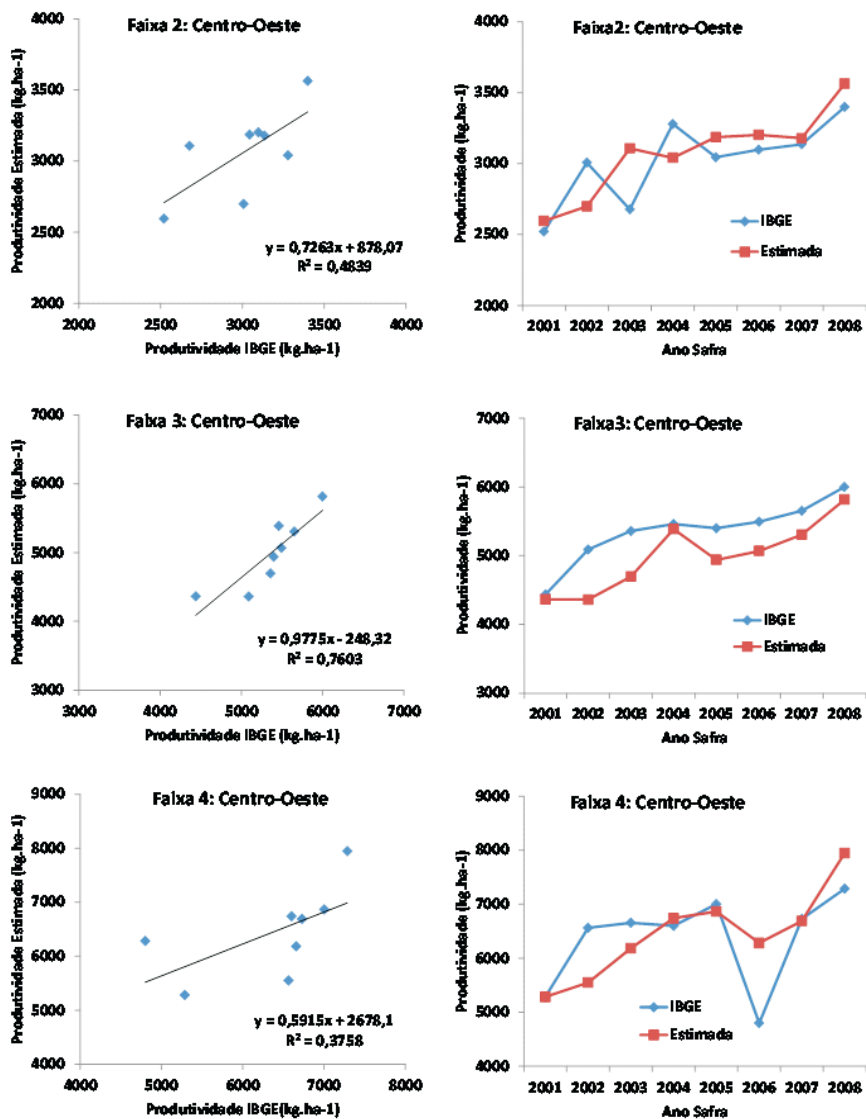 Faixa 2: Centro-Oeste
Produtividade Estimada (kg.ha-1)
4000
3500
3000
2500
2000
y = 0,7263x + 878,07
R² = 0,4839
2000 2500 3000 3500 4000
Produtividade IBGE (kg.ha-1)
Faixa2: Centro-Oeste
Produtividade (kg.ha-1)
4000
3500
3000
2500
2000
IBGE
Estimada
2001 2002 2003 2004 2005 2006 2007 2008
Ano Safra
Faixa 3: Centro-Oeste
Produtividade Estimada (kg.ha-1)
7000
6000
5000
4000
3000
y = 0,9775x - 248,32
R² = 0,7603
3000 4000 5000 6000 7000
Produtividade IBGE (kg.ha-1)
Faixa3: Centro-Oeste
Produtividade (kg.ha-1)
7000
6000
5000
4000
3000
IBGE
Estimada
2001 2002 2003 2004 2005 2006 2007 2008
Ano Safra
Faixa 4: Centro-Oeste
Produtividade Estimada (kg.ha-1)
9000
8000
7000
6000
5000
4000
y = 0,5915x + 2678,1
R² = 0,3758
4000 5000 6000 7000 8000
Produtividade IBGE(kg.ha-1)
Faixa 4: Centro-Oeste
Produtividade (kg.ha-1)
9000
8000
7000
6000
5000
4000
IBGE
Estimada
2001 2002 2003 2004 2005 2006 2007 2008
Ano Safra